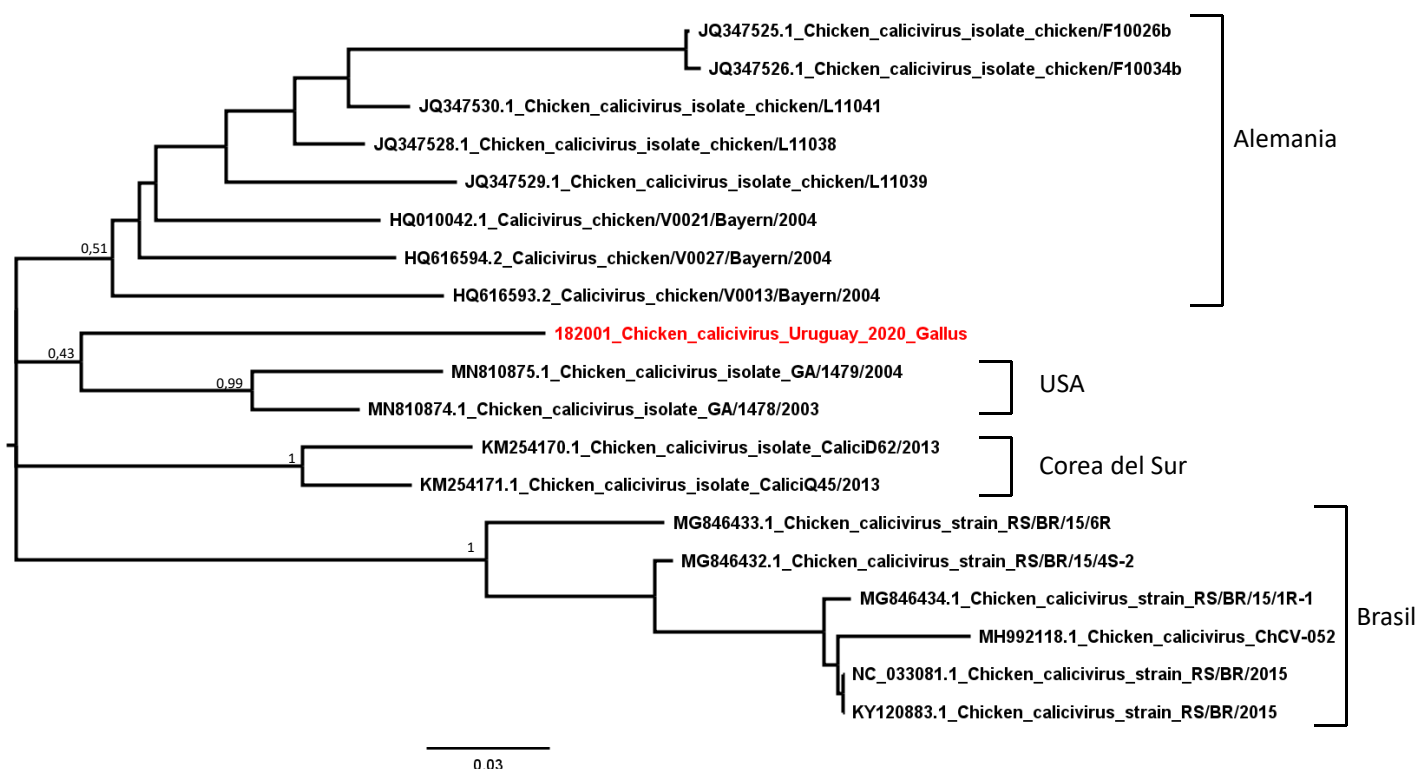 JQ347525.1_Chicken_calicivirus_isolate_chicken/F10026b
JQ347526.1_Chicken_calicivirus_isolate_chicken/F10034b
JQ347530.1_Chicken_calicivirus_isolate_chicken/L11041
Alemania
JQ347528.1_Chicken_calicivirus_isolate_chicken/L11038
JQ347529.1_Chicken_calicivirus_isolate_chicken/L11039
HQ010042.1_Calicivirus_chicken/V0021/Bayern/2004
0,51
HQ616594.2_Calicivirus_chicken/V0027/Bayern/2004
HQ616593.2_Calicivirus_chicken/V0013/Bayern/2004
182001_Chicken_calicivirus_Uruguay_2020_Gallus
0,43
MN810875.1_Chicken_calicivirus_isolate_GA/1479/2004
0,99
USA
MN810874.1_Chicken_calicivirus_isolate_GA/1478/2003
KM254170.1_Chicken_calicivirus_isolate_CaliciD62/2013
1
Corea del Sur
KM254171.1_Chicken_calicivirus_isolate_CaliciQ45/2013
MG846433.1_Chicken_calicivirus_strain_RS/BR/15/6R
1
MG846432.1_Chicken_calicivirus_strain_RS/BR/15/4S-2
MG846434.1_Chicken_calicivirus_strain_RS/BR/15/1R-1
Brasil
MH992118.1_Chicken_calicivirus_ChCV-052
NC_033081.1_Chicken_calicivirus_strain_RS/BR/2015
KY120883.1_Chicken_calicivirus_strain_RS/BR/2015
0.03